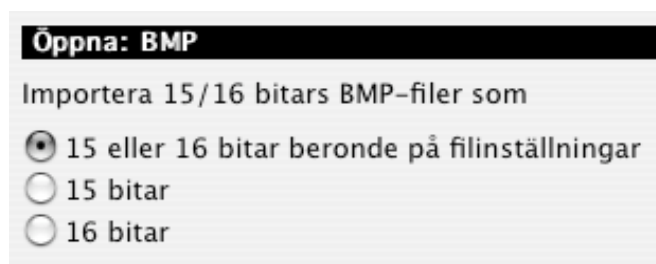 Öppna: BMP
Importera 15/16 bitars BMP-filer som
15 eller 16 bitar beronde på filinställningar
15 bitar
16 bitar